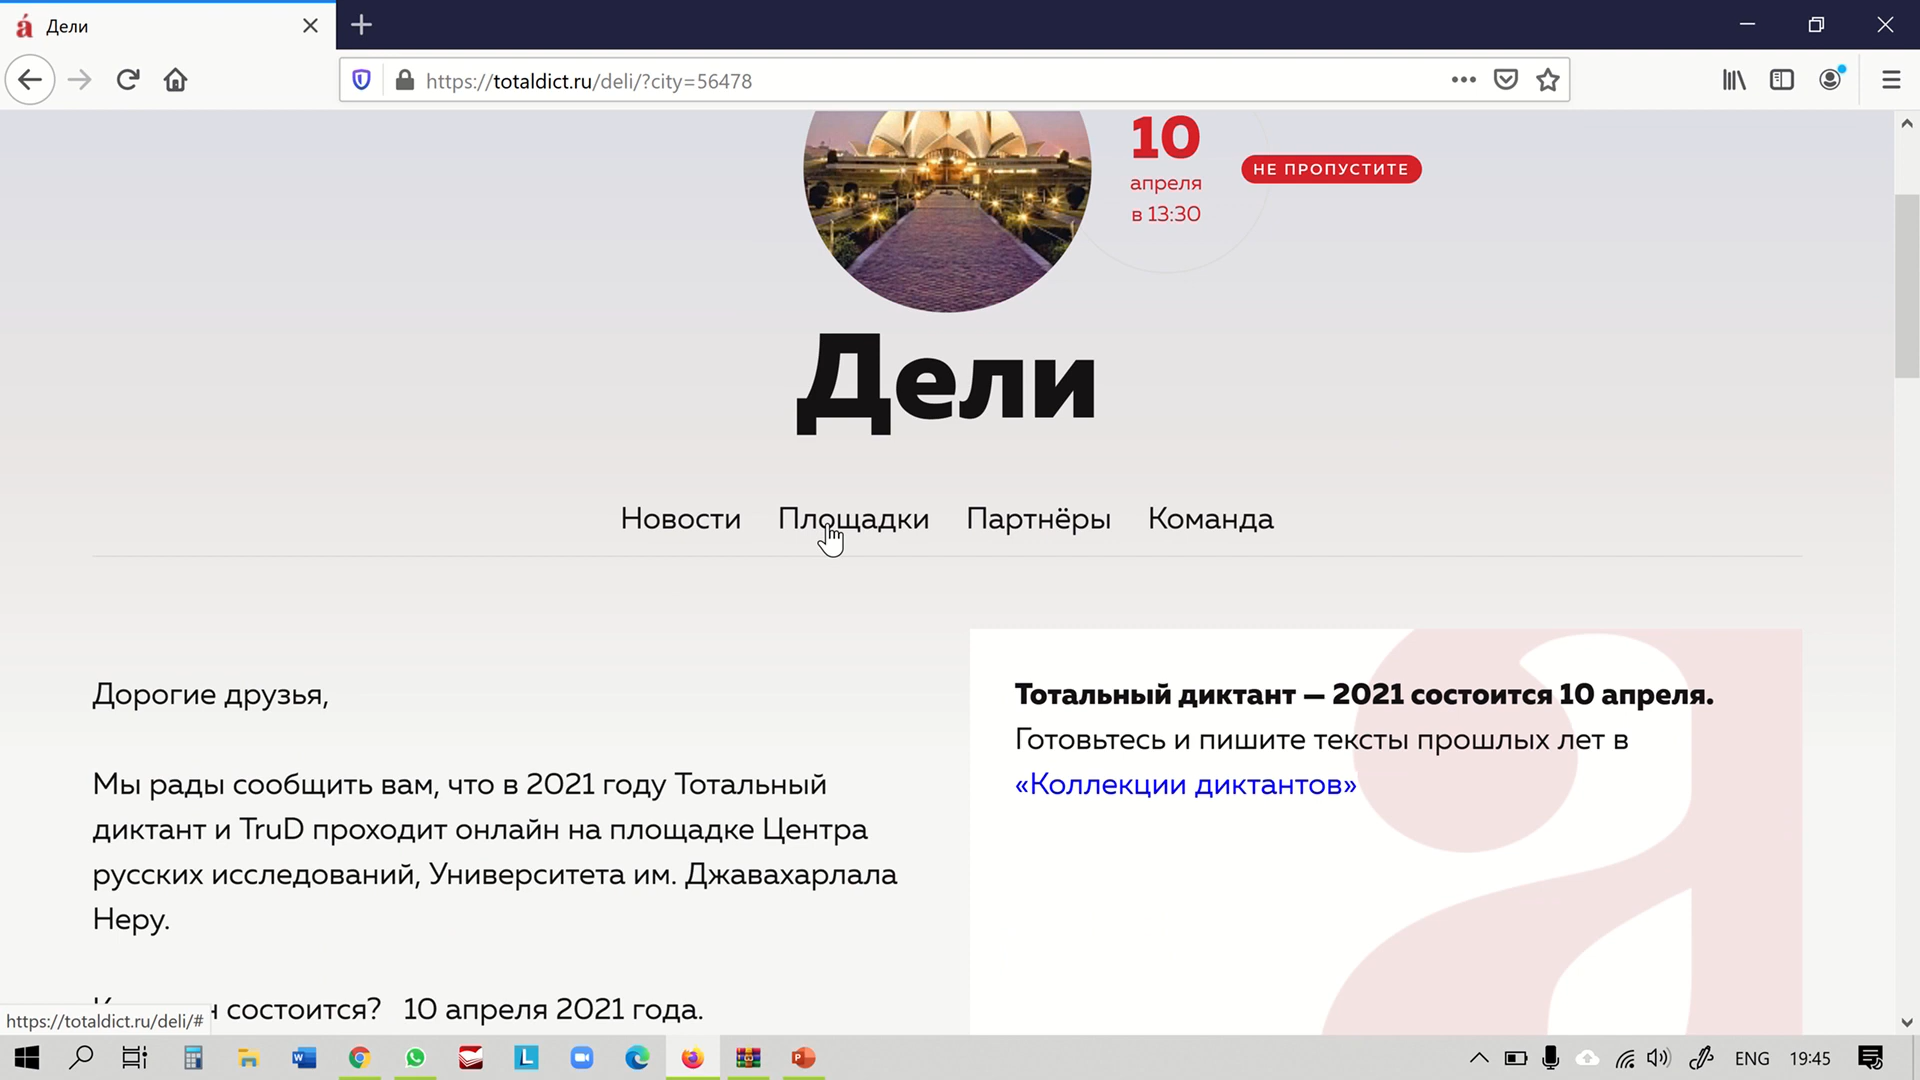 Дели
https://totaldict.ru/deli/?city=56478
10
апреля
в 13:30
НЕ ПРОПУСТИТЕ
Дели
Новости Площадки Партнёры Команда
Дорогие друзья,
Мы рады сообщить вам, что в 2021 году Тотальный
диктант и TruD проходит онлайн на площадке Центра
русских исследований, Университета им. Джавахарлала
Неру.
состоится? 10 апреля 2021 года.
Тотальный диктант — 2021 состоится 10 апреля.
Готовьтесь и пишите тексты прошлых лет в
«Коллекции диктантов»
https://totaldict.ru/deli/#
ENG 19:45